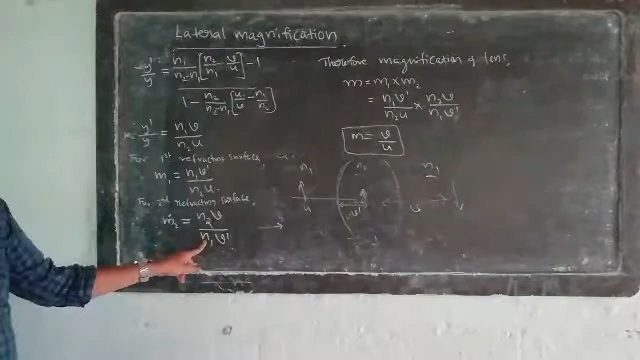 Lateral magnification
-y'/y = n₁/(n₂-n₁) [n₂/n₁ - v/u] - 1
1 - n₂/(n₂-n₁) [u/v - n₁/n₂]
y'/y = n₁v/n₂u
For 1st refractor surface,
m₁ = n₁v'/n₂u
For 2nd refractor surface,
m₂ = n₂v/n₁v'
Therefore magnification of lens,
m = m₁ x m₂
= n₁v'/n₂u x n₂v/n₁v'
m = v/u
n₁ n₂ n₁
u v' v